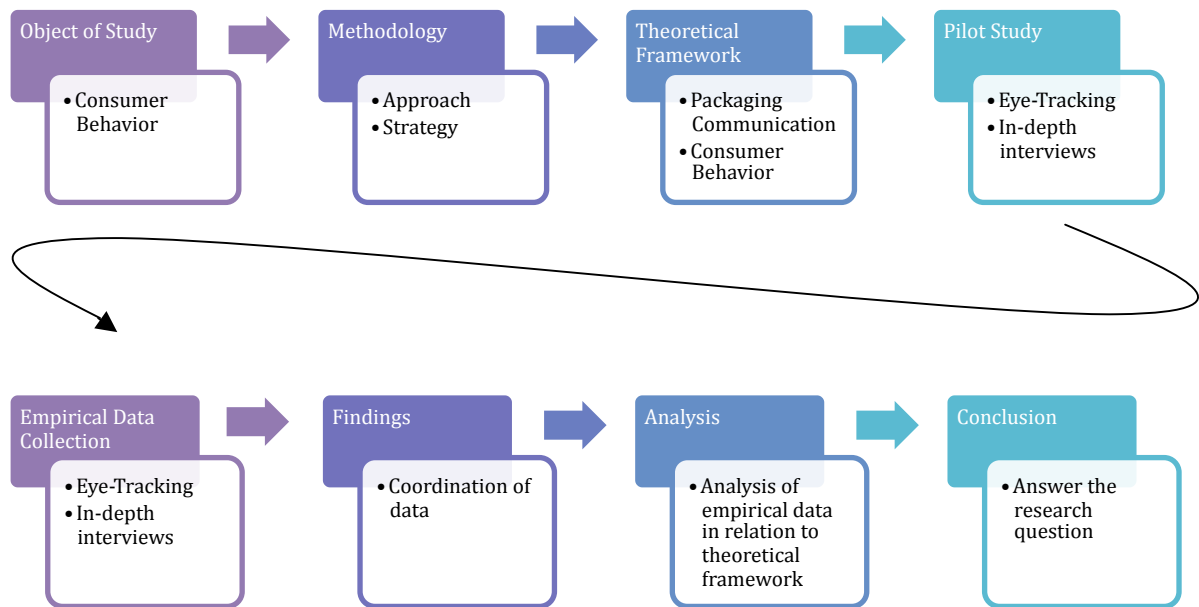 Object of Study
• Consumer
Behavior
Methodology
• Approach
• Strategy
Theoretical
Framework
• Packaging
Communication
• Consumer
Behavior
Pilot Study
• Eye-Tracking
• In-depth
interviews
Empirical Data
Collection
• Eye-Tracking
• In-depth
interviews
Findings
• Coordination of
data
Analysis
• Analysis of
empirical data
in relation to
theoretical
framework
Conclusion
• Answer the
research
question